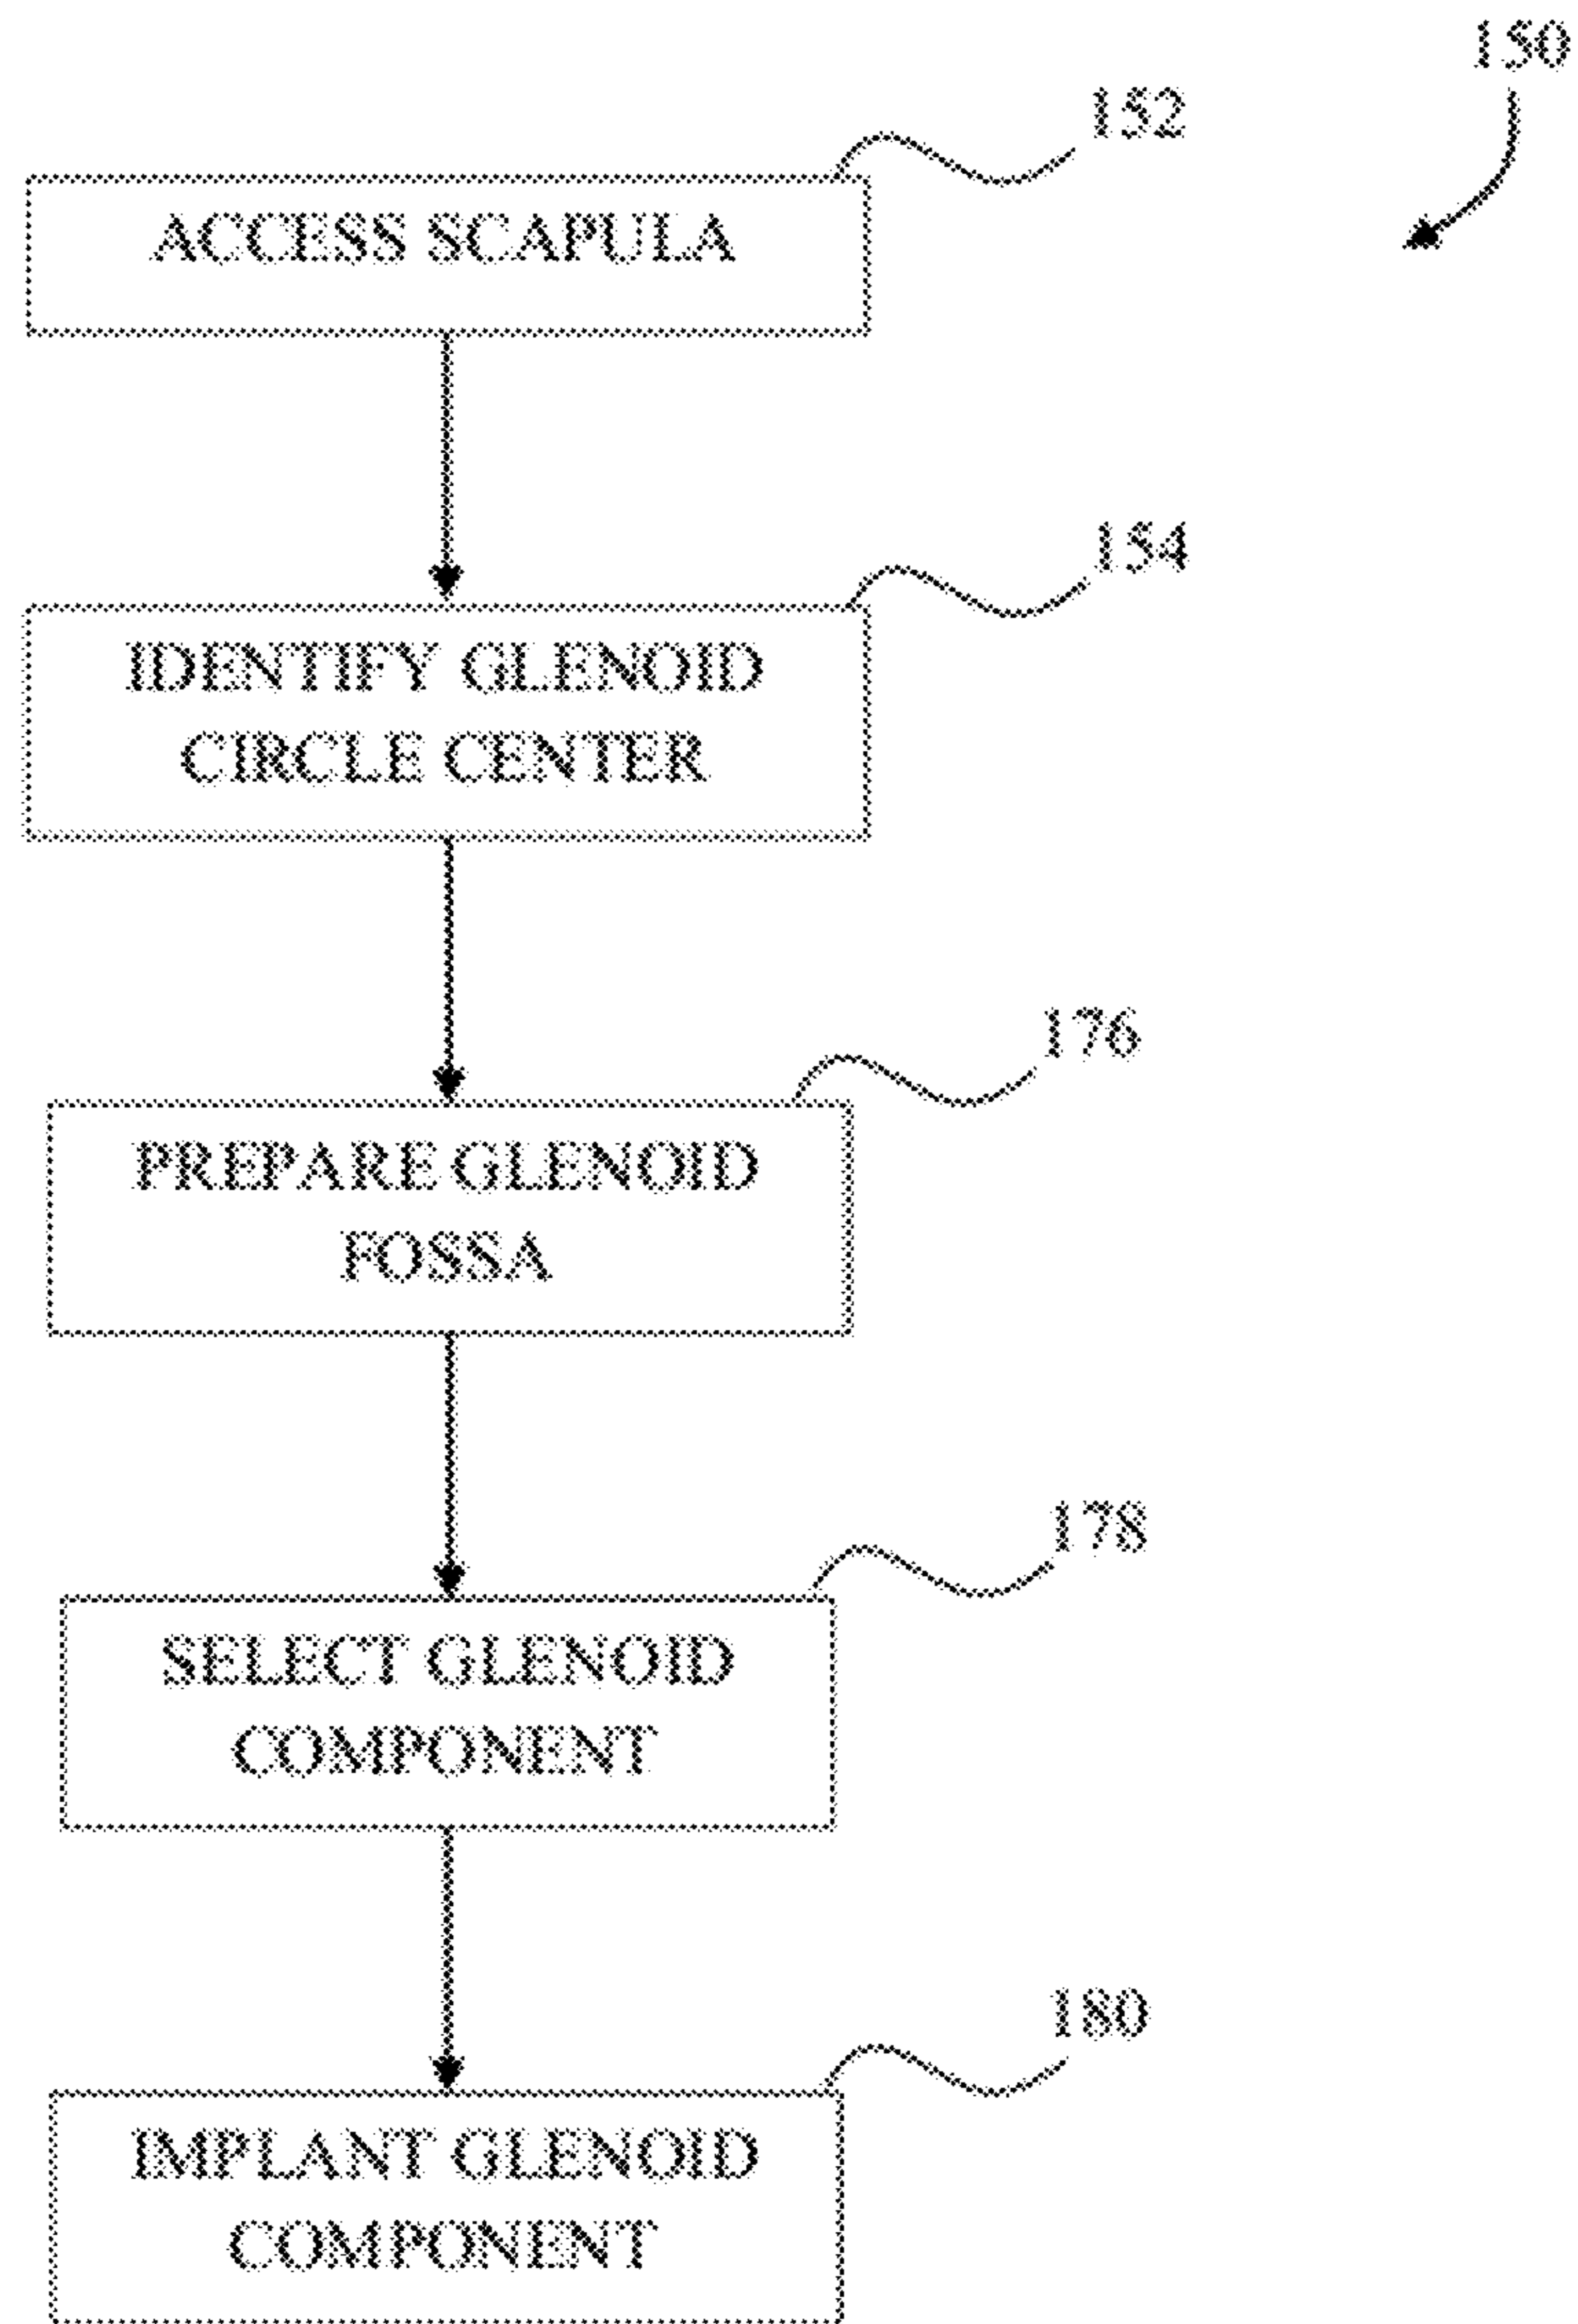 150
152
ACCESS SCAPULA
154
IDENTIFY GLENOID
CIRCLE CENTER
176
PREPARE GLENOID
FOSSA
178
SELECT GLENOID
COMPONENT
180
IMPLANT GLENOID
COMPONENT